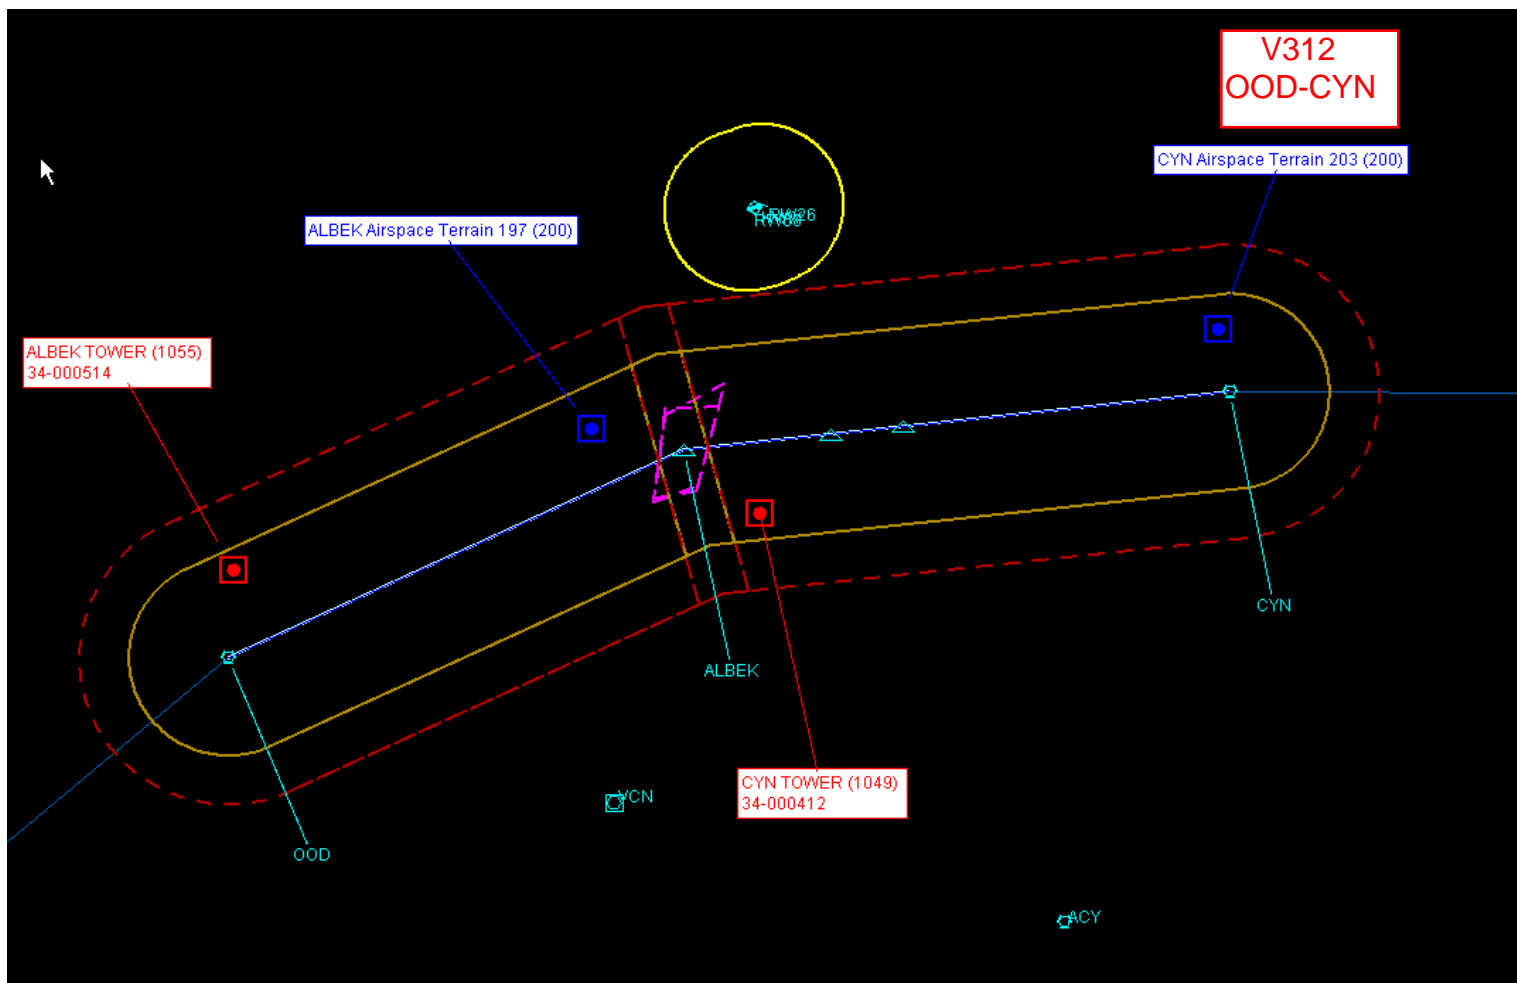 V312
OOD-CYN
CYN Airspace Terrain 203 (200)
RW26
ALBEK Airspace Terrain 197 (200)
ALBEK TOWER (1055)
34-000514
CYN
ALBEK
CYN TOWER (1049)
34-000412
VCN
OOD
ACY